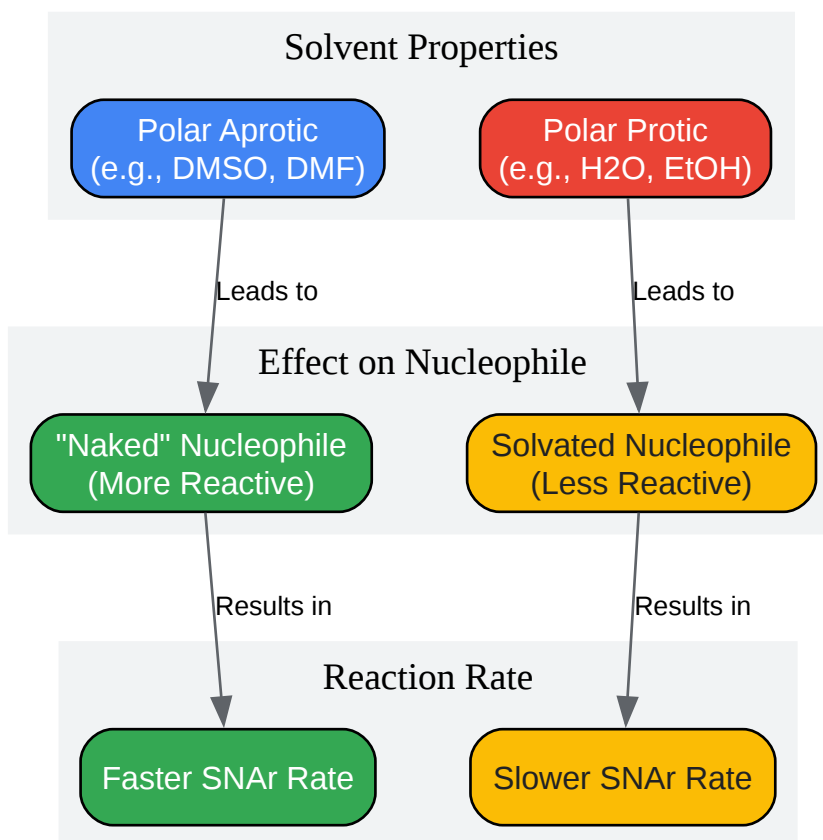 Solvent Properties
Polar Aprotic
(e.g., DMSO, DMF)
Polar Protic
(e.g., H2O, EtOH)
Leads to
Leads to
Effect on Nucleophile
"Naked" Nucleophile
(More Reactive)
Solvated Nucleophile
(Less Reactive)
Results in
Results in
Reaction Rate
Faster SNAr Rate
Slower SNAr Rate